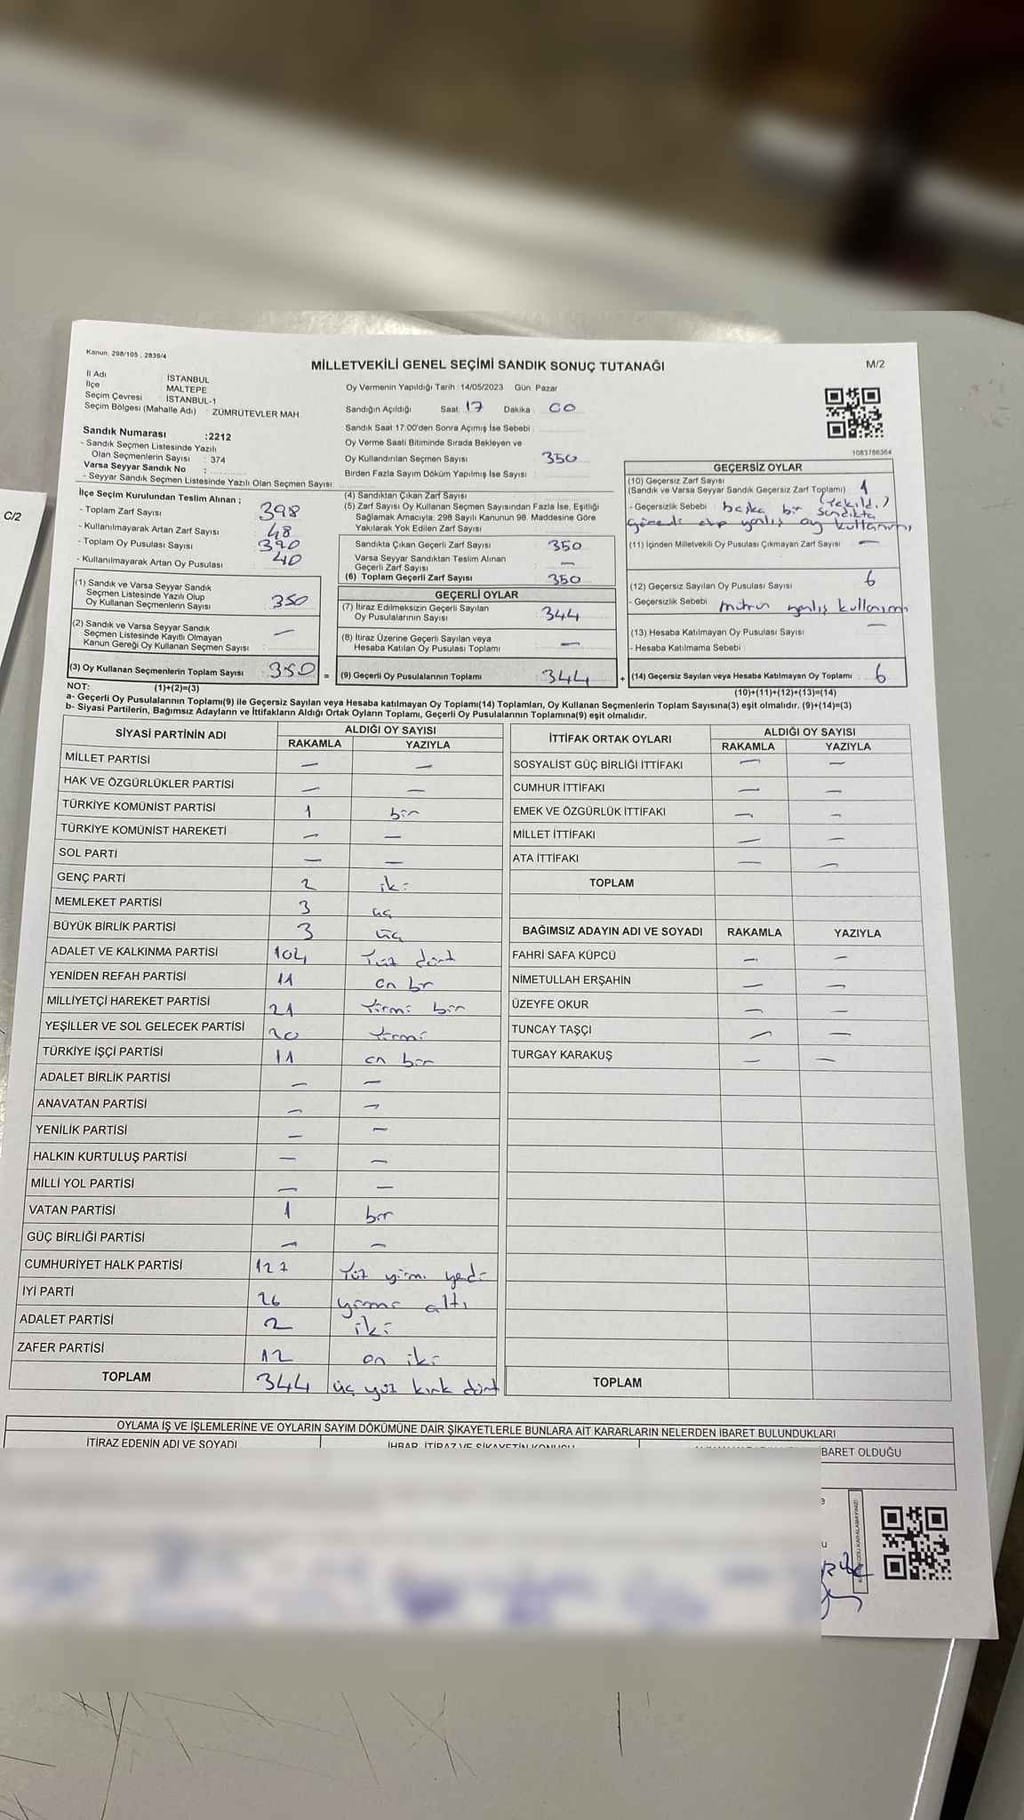 Kanun: 298/105 , 2839/4
MİLLETVEKİLİ GENEL SEÇİMİ SANDIK SONUÇ TUTANAĞI
M/2
İl Adı İSTANBUL
İlçe MALTEPE
Seçim Çevresi İSTANBUL-1
Seçim Bölgesi (Mahalle Adı) : ZÜMRÜTEVLER MAH.
Sandık Numarası :2212
- Sandık Seçmen Listesinde Yazılı
Olan Seçmenlerin Sayısı : 374
Varsa Seyyar Sandık No :
- Seyyar Sandık Seçmen Listesinde Yazılı Olan Seçmen Sayısı
Oy Vermenin Yapıldığı Tarih : 14/05/2023 Gün Pazar
Sandığın Açıldığı Saat 17 Dakika 00
Sandık Saat 17:00'den Sonra Açımış İse Sebebi
Oy Verme Saati Bitiminde Sırada Bekleyen ve
Oy Kullandırılan Seçmen Sayısı 350
Birden Fazla Sayım Döküm Yapılmış İse Sayısı
1083766364
İlçe Seçim Kurulundan Teslim Alınan ;
- Toplam Zarf Sayısı 398
- Kullanılmayarak Artan Zarf Sayısı 48
- Toplam Oy Pusulası Sayısı 390
- Kullanılmayarak Artan Oy Pusulası 40
(1) Sandık ve Varsa Seyyar Sandık
Seçmen Listesinde Yazılı Olup
Oy Kullanan Seçmenlerin Sayısı 350
(2) Sandık ve Varsa Seyyar Sandık
Seçmen Listesinde Kayıtlı Olmayan
Kanun Gereği Oy Kullanan Seçmen Sayısı —
(3) Oy Kullanan Seçmenlerin Toplam Sayısı 350 =
(4) Sandıktan Çıkan Zarf Sayısı
(5) Zarf Sayısı Oy Kullanan Seçmen Sayısından Fazla İse, Eşitliği
Sağlamak Amacıyla, 298 Sayılı Kanunun 98. Maddesine Göre
Yakılarak Yok Edilen Zarf Sayısı
Sandıkta Çıkan Geçerli Zarf Sayısı 350
Varsa Seyyar Sandıktan Teslim Alınan
Geçerli Zarf Sayısı —
(6) Toplam Geçerli Zarf Sayısı 350
GEÇERLİ OYLAR
(7) İtiraz Edilmeksizin Geçerli Sayılan
Oy Pusulalarının Sayısı 344
(8) İtiraz Üzerine Geçerli Sayılan veya
Hesaba Katılan Oy Pusulası Toplamı —
(9) Geçerli Oy Pusulalarının Toplamı 344 +
GEÇERSİZ OYLAR
(10) Geçersiz Zarf Sayısı
(Sandık ve Varsa Seyyar Sandık Geçersiz Zarf Toplamı) 1
- Geçersizlik Sebebi başka bir sandıkta
yanlış oy kullanımı
(11) İçinden Milletvekili Oy Pusulası Çıkmayan Zarf Sayısı —
(12) Geçersiz Sayılan Oy Pusulası Sayısı 6
- Geçersizlik Sebebi mührün yanlış kullanımı
(13) Hesaba Katılmayan Oy Pusulası Sayısı —
- Hesaba Katılmama Sebebi
(14) Geçersiz Sayılan veya Hesaba Katılmayan Oy Toplamı 6
NOT: (1)+(2)=(3)
(10)+(11)+(12)+(13)=(14)
a- Geçerli Oy Pusulalarının Toplamı(9) ile Geçersiz Sayılan veya Hesaba Katılmayan Oy Toplamı(14) Toplamları, Oy Kullanan Seçmenlerin Toplam Sayısına(3) eşit olmalıdır. (9)+(14)=(3)
b- Siyasi Partilerin, Bağımsız Adayların ve İttifakların Aldığı Ortak Oyların Toplamı, Geçerli Oy Pusulalarının Toplamına(9) eşit olmalıdır.
SİYASİ PARTİNİN ADI ALDIĞI OY SAYISI
RAKAMLA YAZIYLA
MİLLET PARTİSİ — —
HAK VE ÖZGÜRLÜKLER PARTİSİ — —
TÜRKİYE KOMÜNİST PARTİSİ 1 bir
TÜRKİYE KOMÜNİST HAREKETİ — —
SOL PARTİ — —
GENÇ PARTİ 2 iki
MEMLEKET PARTİSİ 3 üç
BÜYÜK BİRLİK PARTİSİ 3 üç
ADALET VE KALKINMA PARTİSİ 104 Yüz dört
YENİDEN REFAH PARTİSİ 11 on bir
MİLLİYETÇİ HAREKET PARTİSİ 21 Yirmi bir
YEŞİLLER VE SOL GELECEK PARTİSİ 20 Yirmi
TÜRKİYE İŞÇİ PARTİSİ 11 on bir
ADALET BİRLİK PARTİSİ — —
ANAVATAN PARTİSİ — —
YENİLİK PARTİSİ — —
HALKIN KURTULUŞ PARTİSİ — —
MİLLİ YOL PARTİSİ — —
VATAN PARTİSİ 1 bir
GÜÇ BİRLİĞİ PARTİSİ — —
CUMHURİYET HALK PARTİSİ 127 Yüz yirmi yedi
İYİ PARTİ 26 yirmi altı
ADALET PARTİSİ 2 iki
ZAFER PARTİSİ 12 on iki
TOPLAM 344 üç yüz kırk dört
İTTİFAK ORTAK OYLARI ALDIĞI OY SAYISI
RAKAMLA YAZIYLA
SOSYALİST GÜÇ BİRLİĞİ İTTİFAKI — —
CUMHUR İTTİFAKI — —
EMEK VE ÖZGÜRLÜK İTTİFAKI — —
MİLLET İTTİFAKI — —
ATA İTTİFAKI — —
TOPLAM
BAĞIMSIZ ADAYIN ADI VE SOYADI RAKAMLA YAZIYLA
FAHRİ SAFA KÜPCÜ — —
NİMETULLAH ERŞAHİN — —
ÜZEYFE OKUR — —
TUNCAY TAŞÇI — —
TURGAY KARAKUŞ — —
TOPLAM
OYLAMA İŞ VE İŞLEMLERİNE VE OYLARIN SAYIM DÖKÜMÜNE DAİR ŞİKAYETLERLE BUNLARA AİT KARARLARIN NELERDEN İBARET BULUNDUKLARI
İTİRAZ EDENİN ADI VE SOYADI İHBAR, İTİRAZ VE ŞİKAYETİN KONUSU BARET OLDUĞU
C/2